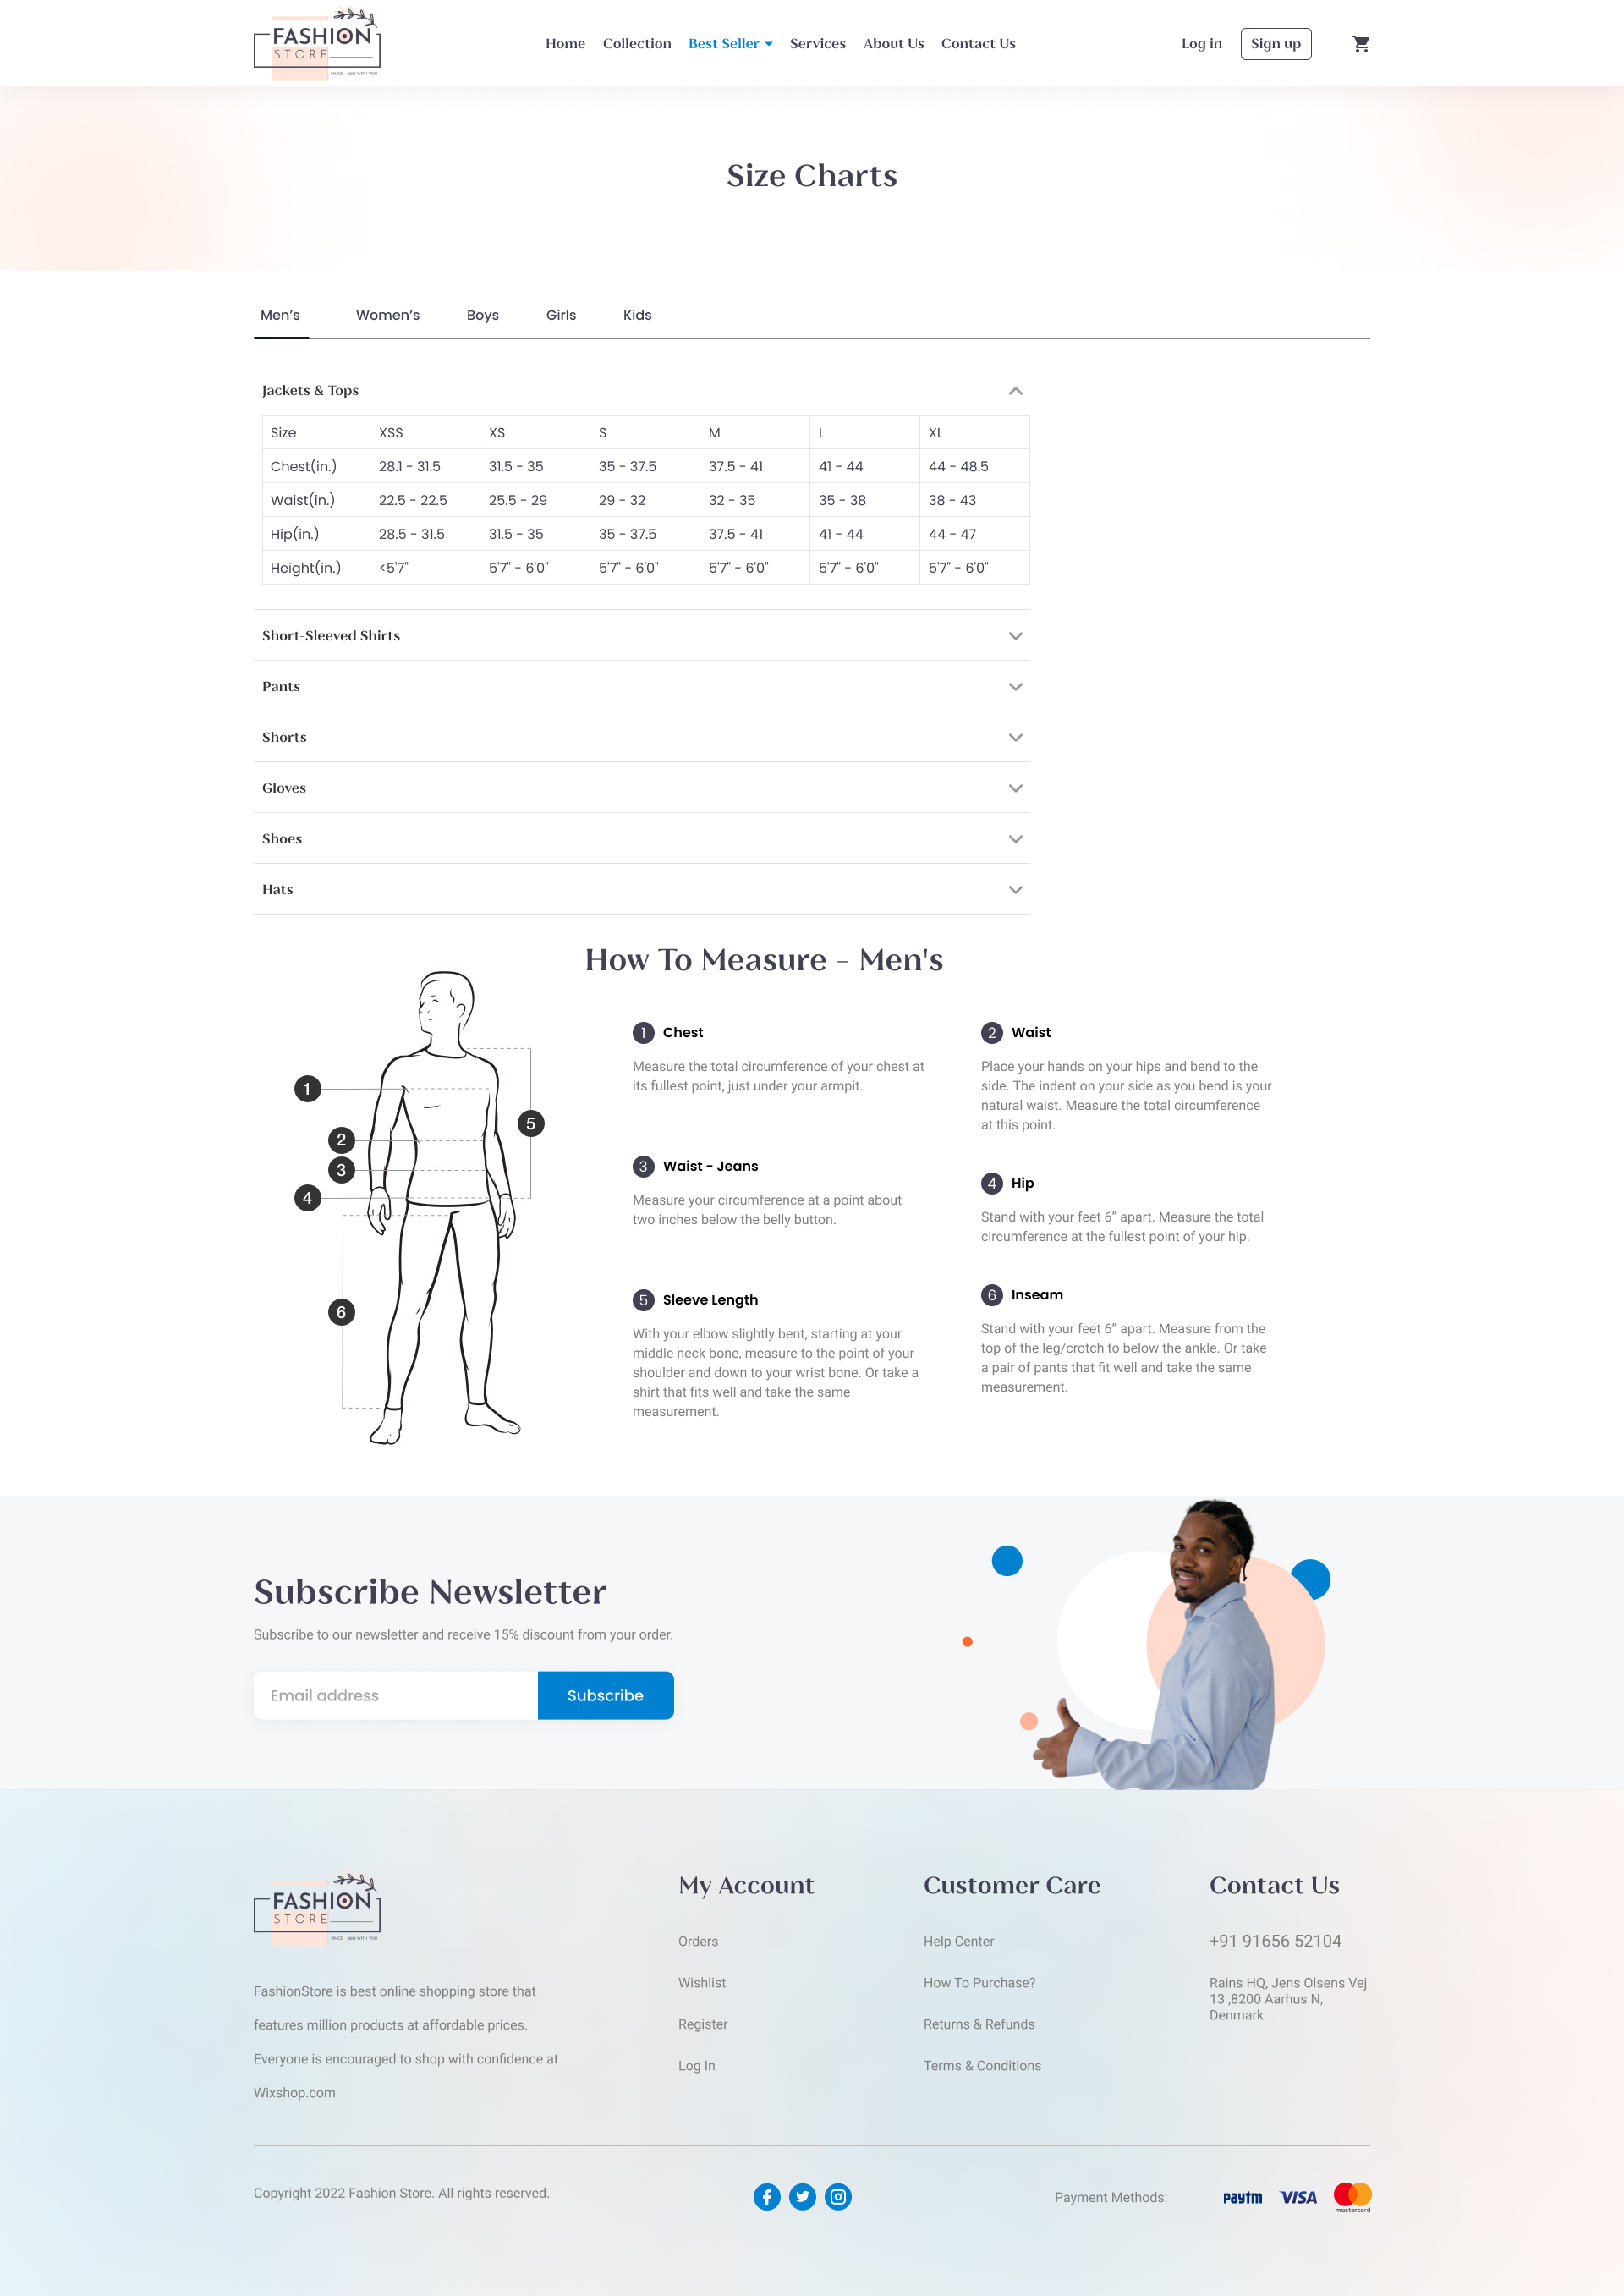 FASHION
STORE
SINCE - 1998 WITH YOU
Home Collection Best Seller Services About Us Contact Us
Log in Sign up
Size Charts
Men’s Women’s Boys Girls Kids
Jackets & Tops
Size XSS XS S M L XL
Chest(in.) 28.1 - 31.5 31.5 - 35 35 - 37.5 37.5 - 41 41 - 44 44 - 48.5
Waist(in.) 22.5 - 22.5 25.5 - 29 29 - 32 32 - 35 35 - 38 38 - 43
Hip(in.) 28.5 - 31.5 31.5 - 35 35 - 37.5 37.5 - 41 41 - 44 44 - 47
Height(in.) <5'7" 5'7" - 6'0" 5'7" - 6'0" 5'7" - 6'0" 5'7" - 6'0" 5'7" - 6'0"
Short-Sleeved Shirts
Pants
Shorts
Gloves
Shoes
Hats
How To Measure - Men's
1
2
3
4
5
6
1 Chest
Measure the total circumference of your chest at
its fullest point, just under your armpit.
2 Waist
Place your hands on your hips and bend to the
side. The indent on your side as you bend is your
natural waist. Measure the total circumference
at this point.
3 Waist - Jeans
Measure your circumference at a point about
two inches below the belly button.
4 Hip
Stand with your feet 6” apart. Measure the total
circumference at the fullest point of your hip.
5 Sleeve Length
With your elbow slightly bent, starting at your
middle neck bone, measure to the point of your
shoulder and down to your wrist bone. Or take a
shirt that fits well and take the same
measurement.
6 Inseam
Stand with your feet 6” apart. Measure from the
top of the leg/crotch to below the ankle. Or take
a pair of pants that fit well and take the same
measurement.
Subscribe Newsletter
Subscribe to our newsletter and receive 15% discount from your order.
Email address Subscribe
FASHION
STORE
FashionStore is best online shopping store that
features million products at affordable prices.
Everyone is encouraged to shop with confidence at
Wixshop.com
My Account
Orders
Wishlist
Register
Log In
Customer Care
Help Center
How To Purchase?
Returns & Refunds
Terms & Conditions
Contact Us
+91 91656 52104
Rains HQ, Jens Olsens Vej
13 ,8200 Aarhus N,
Denmark
Copyright 2022 Fashion Store. All rights reserved.
Payment Methods: paytm VISA mastercard